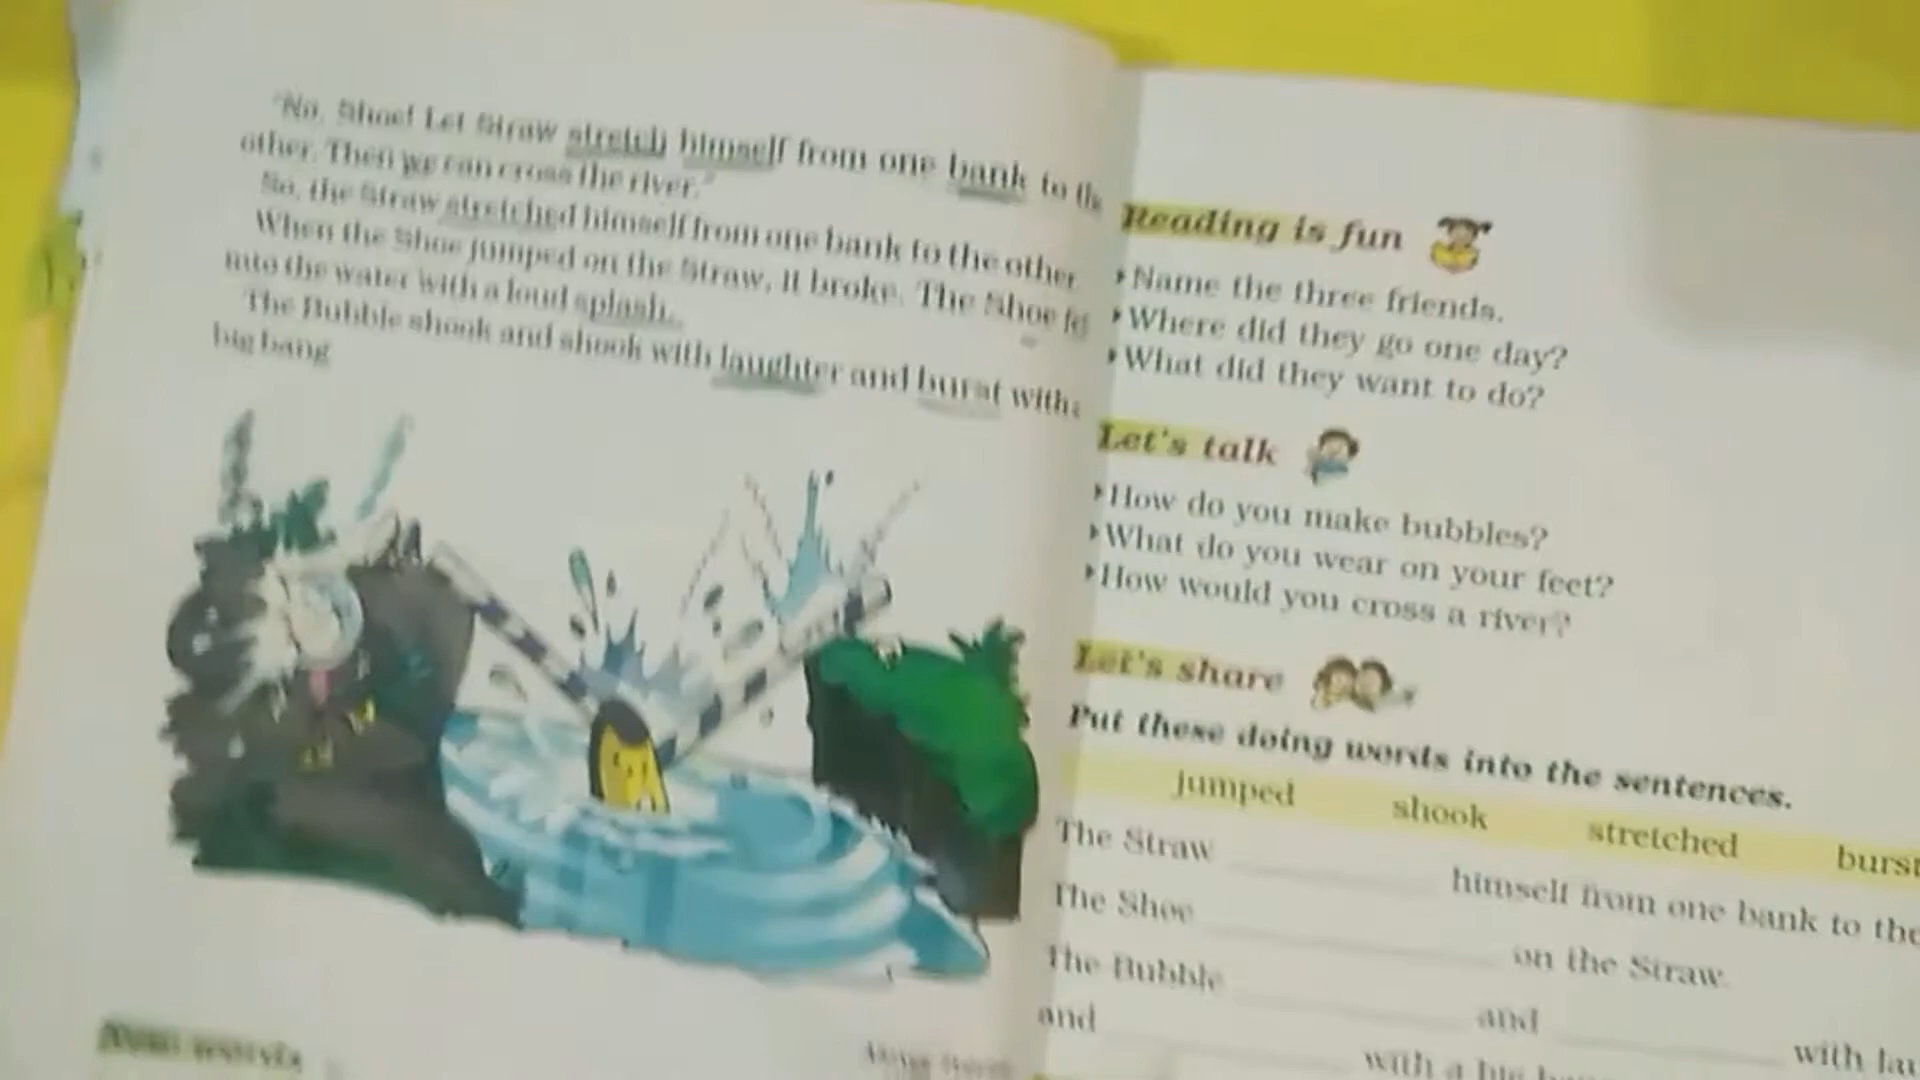 "No, Shoe! Let Straw stretch himself from one bank to the
other. Then we can cross the river."
So, the Straw stretched himself from one bank to the other.
When the Shoe jumped on the Straw, it broke. The Shoe fe
into the water with a loud splash.
The Bubble shook and shook with laughter and burst with a
big bang
New words
Reading is fun
Name the three friends.
Where did they go one day?
What did they want to do?
Let's talk
How do you make bubbles?
What do you wear on your feet?
How would you cross a river?
Let's share
Put these doing words into the sentences.
jumped shook stretched burst
The Straw himself from one bank to the
The Shoe on the Straw.
The Bubble and with lau
and with a big